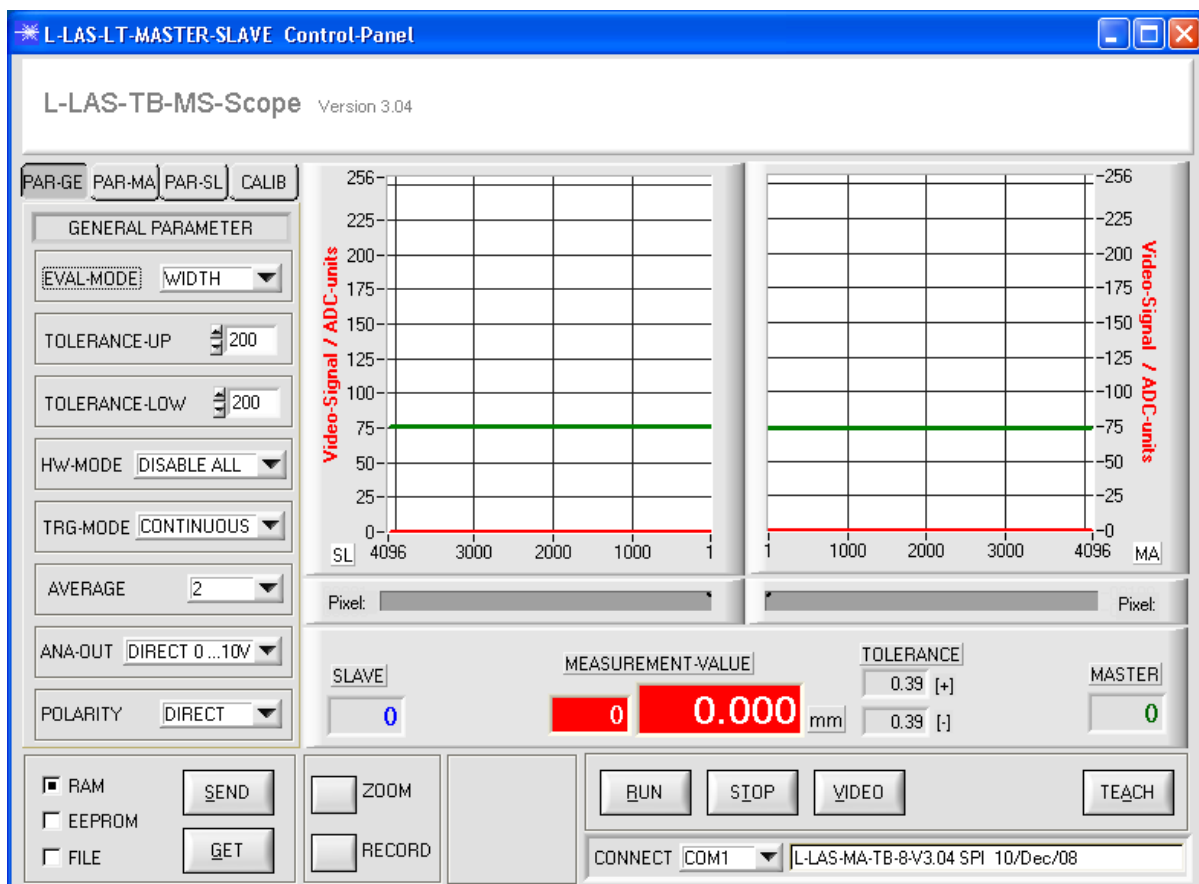 L-LAS-LT-MASTER-SLAVE Control-Panel
L-LAS-TB-MS-Scope Version 3.04
PAR-GE PAR-MA PAR-SL CALIB
GENERAL PARAMETER
EVAL-MODE WIDTH
TOLERANCE-UP 200
TOLERANCE-LOW 200
HW-MODE DISABLE ALL
TRG-MODE CONTINUOUS
AVERAGE 2
ANA-OUT DIRECT 0...10V
POLARITY DIRECT
Video-Signal / ADC-units
256
225
200
175
150
125
100
75
50
25
0
SL 4096 3000 2000 1000 1
256
225
200
175
150
125
100
75
50
25
0
Video-Signal / ADC-units
1 1000 2000 3000 4096 MA
Pixel:
Pixel:
SLAVE
0
MEASUREMENT-VALUE
0 0.000 mm
TOLERANCE
0.39 [+]
0.39 [-]
MASTER
0
RAM
EEPROM
FILE
SEND
GET
ZOOM
RECORD
RUN STOP VIDEO TEACH
CONNECT COM1 L-LAS-MA-TB-8-V3.04 SPI 10/Dec/08